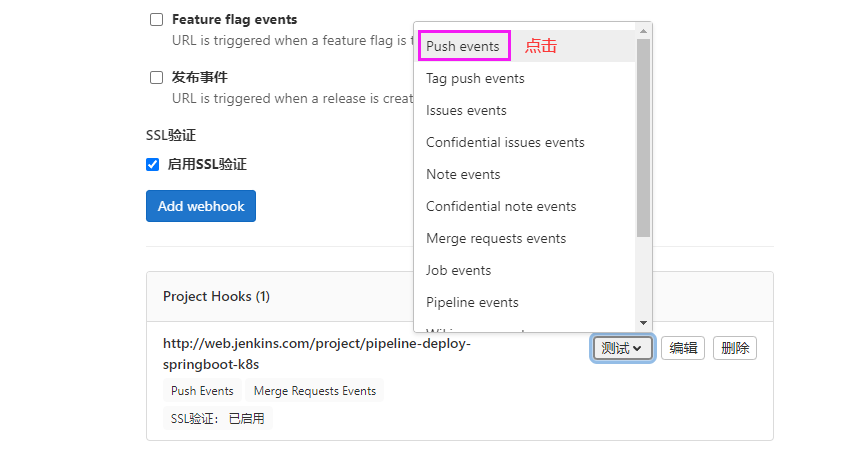 Feature flag events
URL is triggered when a feature flag is t
发布事件
URL is triggered when a release is creat
SSL验证
启用SSL验证
Add webhook
Push events 点击
Tag push events
Issues events
Confidential issues events
Note events
Confidential note events
Merge requests events
Job events
Pipeline events
Project Hooks (1)
http://web.jenkins.com/project/pipeline-deploy-
springboot-k8s
测试 编辑 删除
Push Events Merge Requests Events
SSL验证： 已启用